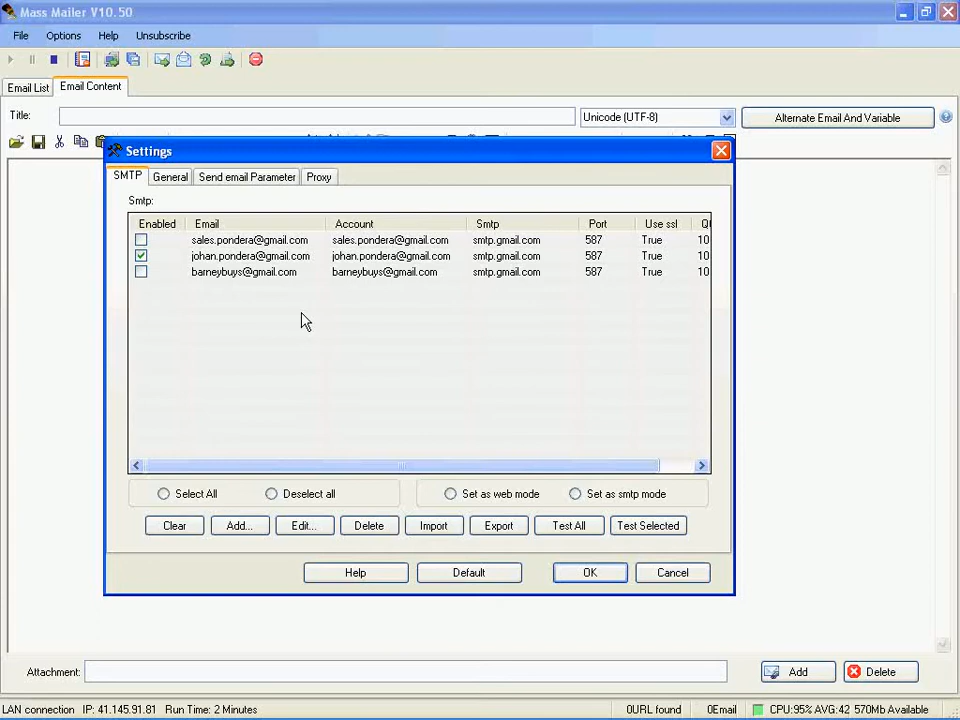 Mass Mailer V10.50
File Options Help Unsubscribe
Email List Email Content
Title: Unicode (UTF-8) Alternate Email And Variable
Settings
SMTP General Send email Parameter Proxy
Smtp:
Enabled Email Account Smtp Port Use ssl
sales.pondera@gmail.com sales.pondera@gmail.com smtp.gmail.com 587 True 10
johan.pondera@gmail.com johan.pondera@gmail.com smtp.gmail.com 587 True 10
barneybuys@gmail.com barneybuys@gmail.com smtp.gmail.com 587 True 10
Select All Deselect all Set as web mode Set as smtp mode
Clear Add... Edit... Delete Import Export Test All Test Selected
Help Default OK Cancel
Attachment: Add Delete
LAN connection IP: 41.145.91.81 Run Time: 2 Minutes 0URL found 0Email CPU:95% AVG:42 570Mb Available